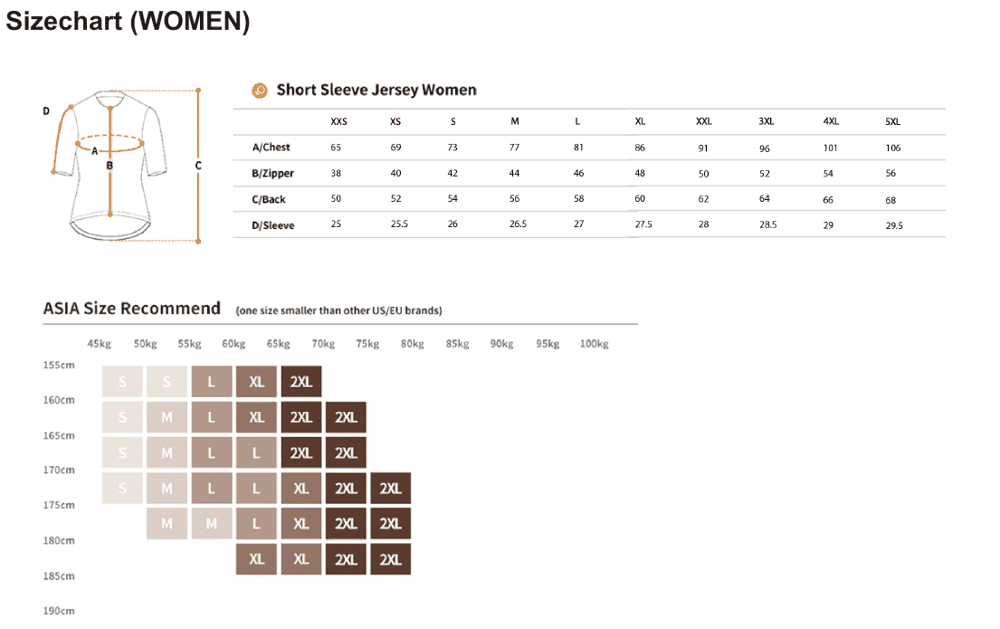 Sizechart (WOMEN)
Short Sleeve Jersey Women
XXS XS S M L XL XXL 3XL 4XL 5XL
A/Chest 65 69 73 77 81 86 91 96 101 106
B/Zipper 38 40 42 44 46 48 50 52 54 56
C/Back 50 52 54 56 58 60 62 64 66 68
D/Sleeve 25 25.5 26 26.5 27 27.5 28 28.5 29 29.5
D
A
B
C
ASIA Size Recommend (one size smaller than other US/EU brands)
45kg 50kg 55kg 60kg 65kg 70kg 75kg 80kg 85kg 90kg 95kg 100kg
155cm
S S L XL 2XL
160cm
S M L XL 2XL 2XL
165cm
S M L L 2XL 2XL
170cm
S M L L XL 2XL 2XL
175cm
M M L XL 2XL 2XL
180cm
XL XL 2XL 2XL
185cm
190cm